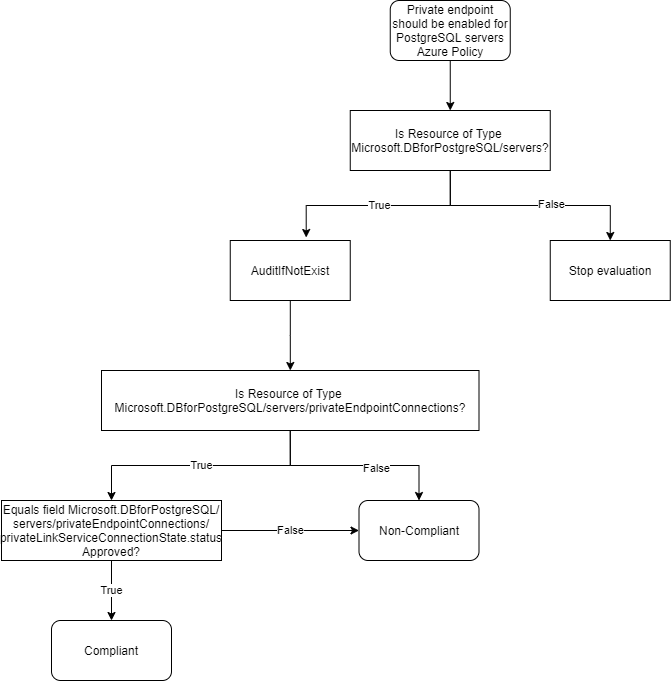 Private endpoint
should be enabled for
PostgreSQL servers
Azure Policy
Is Resource of Type
Microsoft.DBforPostgreSQL/servers?
True
False
AuditIfNotExist
Stop evaluation
Is Resource of Type
Microsoft.DBforPostgreSQL/servers/privateEndpointConnections?
True
False
Equals field Microsoft.DBforPostgreSQL/
servers/privateEndpointConnections/
privateLinkServiceConnectionState.status
Approved?
False
Non-Compliant
True
Compliant